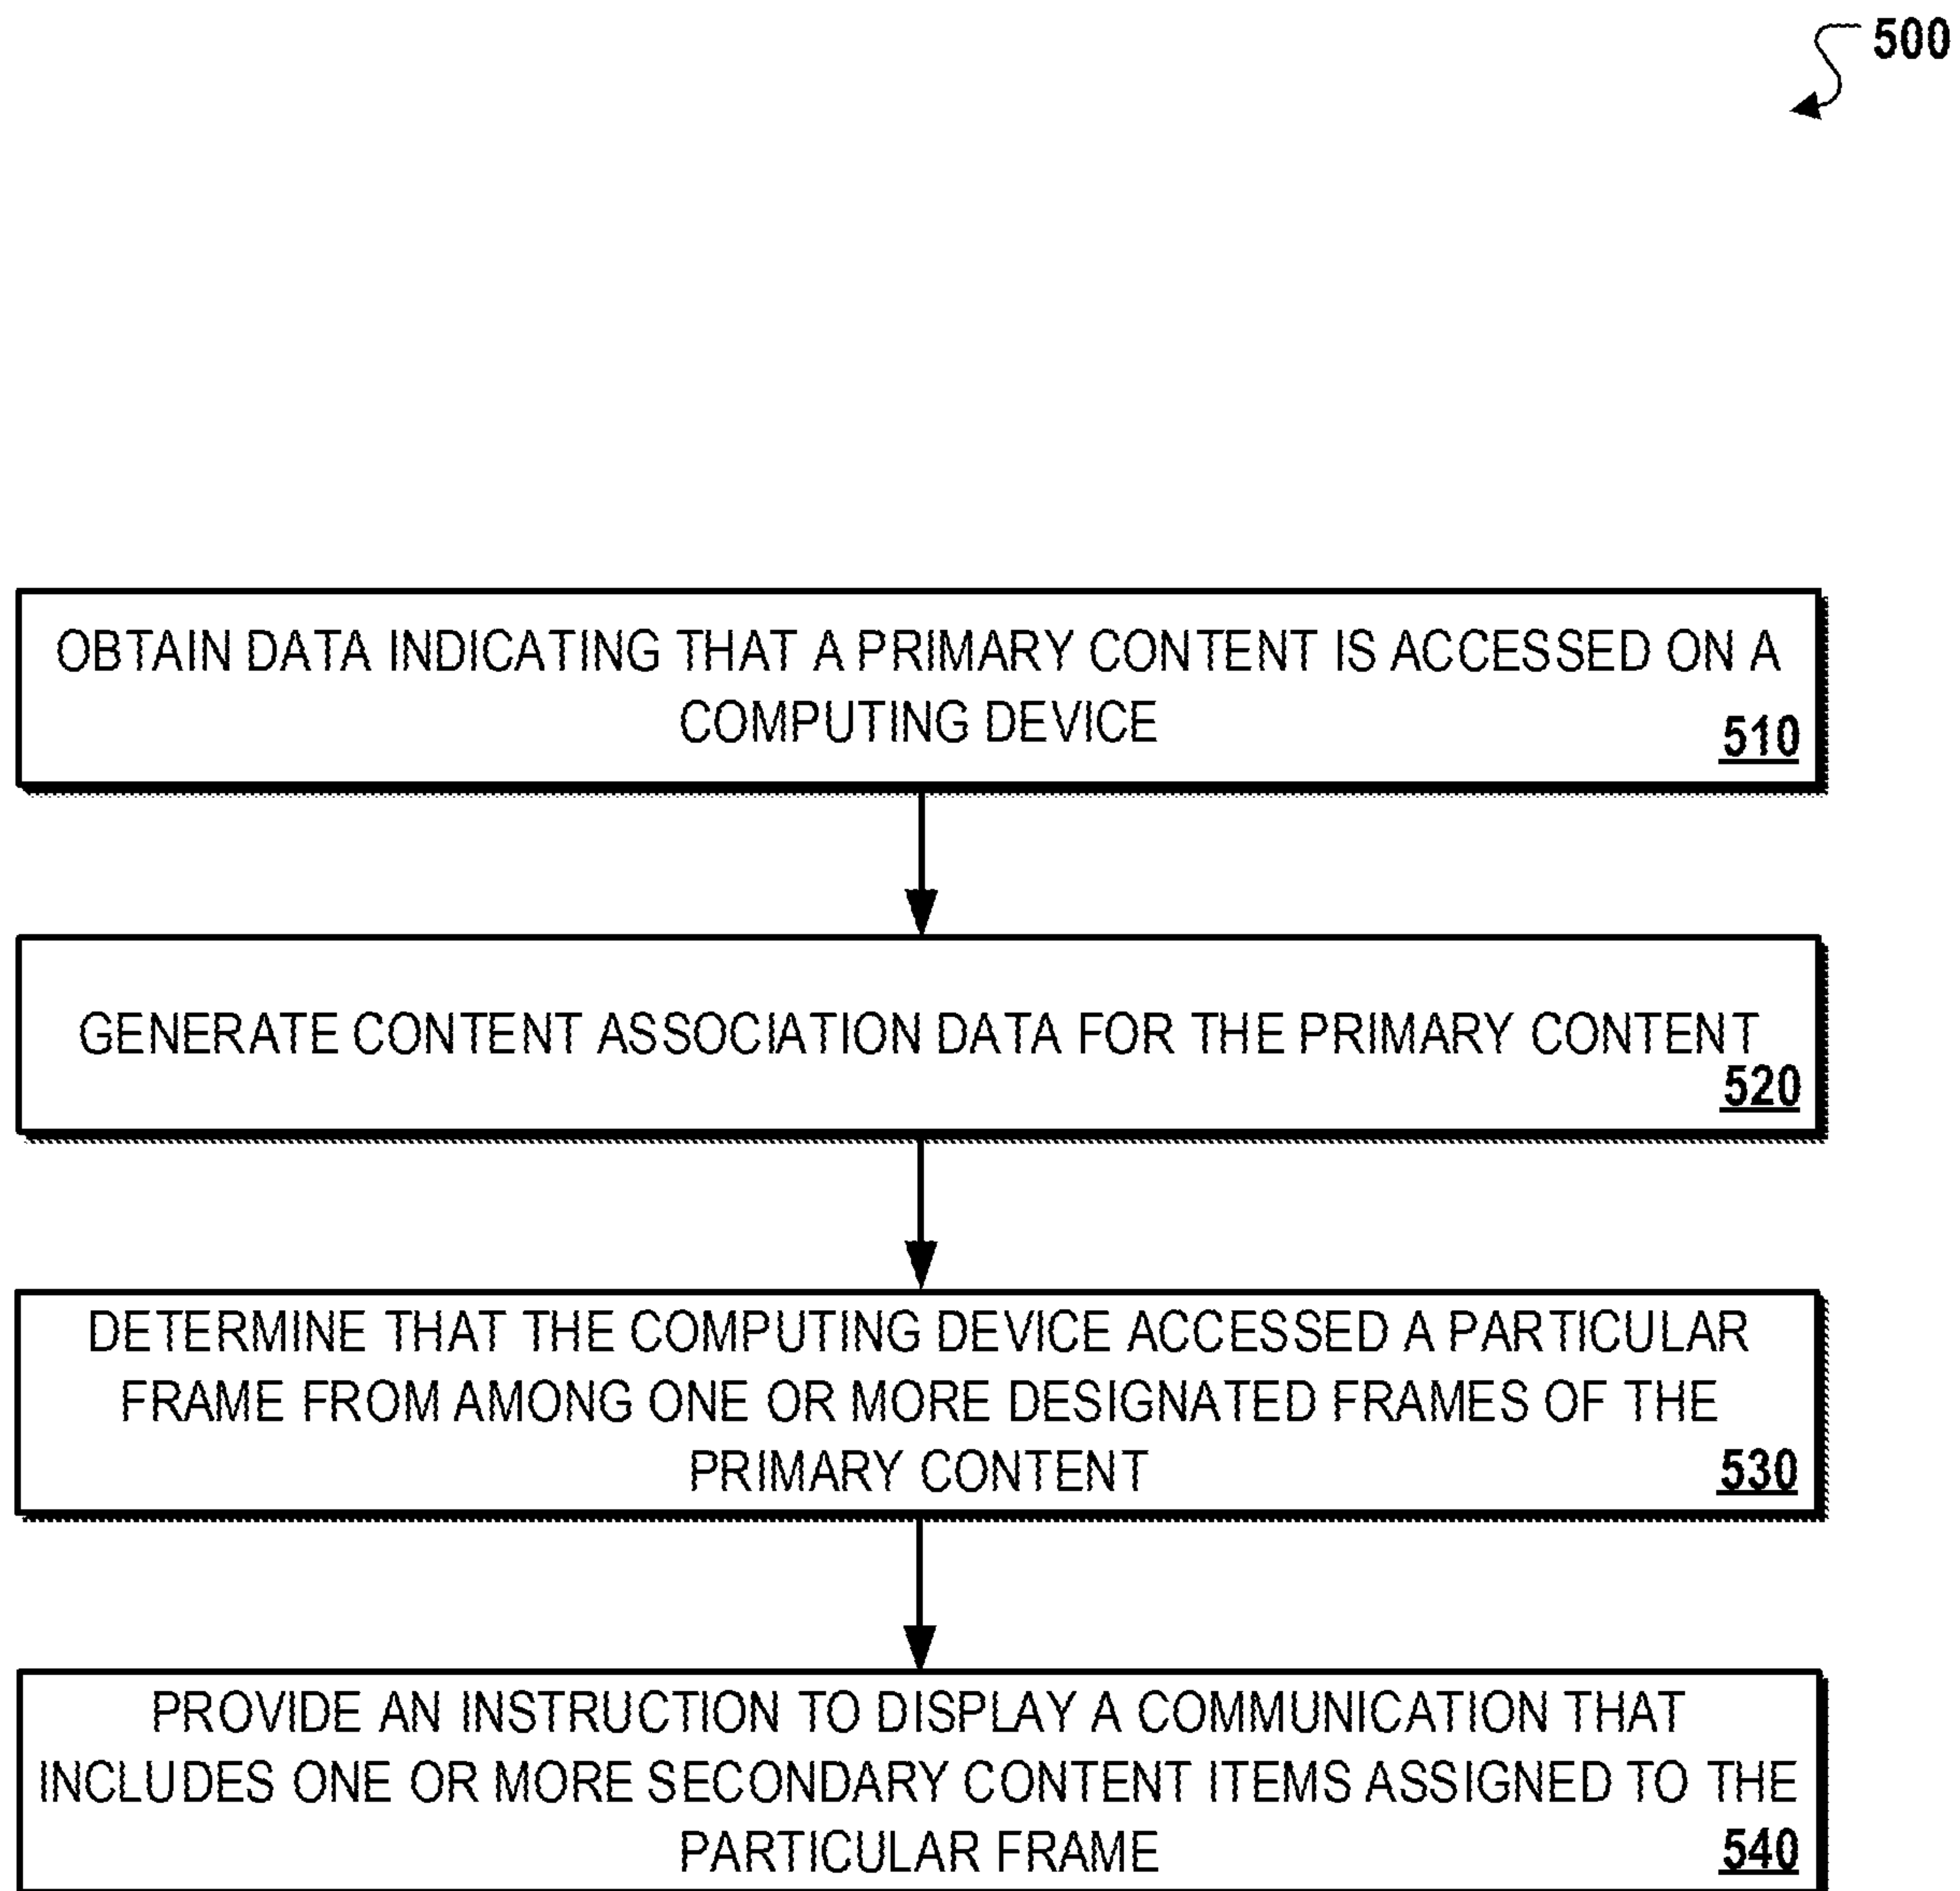 500
OBTAIN DATA INDICATING THAT A PRIMARY CONTENT IS ACCESSED ON A
COMPUTING DEVICE
510
GENERATE CONTENT ASSOCIATION DATA FOR THE PRIMARY CONTENT
520
DETERMINE THAT THE COMPUTING DEVICE ACCESSED A PARTICULAR
FRAME FROM AMONG ONE OR MORE DESIGNATED FRAMES OF THE
PRIMARY CONTENT
530
PROVIDE AN INSTRUCTION TO DISPLAY A COMMUNICATION THAT
INCLUDES ONE OR MORE SECONDARY CONTENT ITEMS ASSIGNED TO THE
PARTICULAR FRAME
540